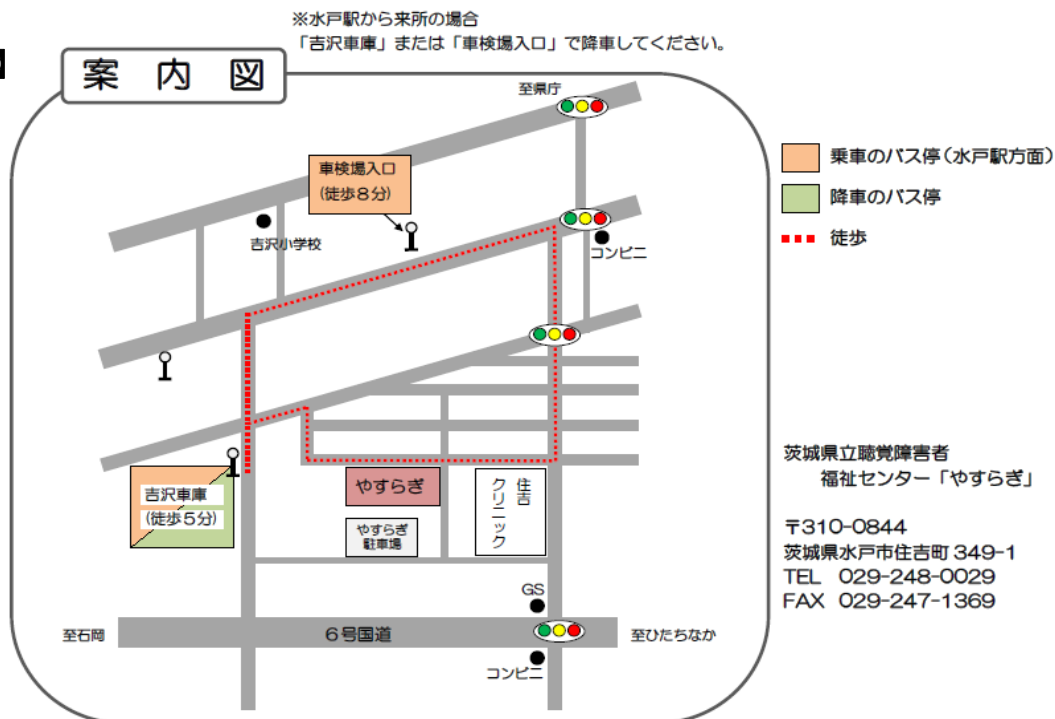 ※水戸駅から来所の場合
「吉沢車庫」または「車検場入口」で降車してください。
案 内 図
至県庁
車検場入口
(徒歩8分)
吉沢小学校
コンビニ
乗車のバス停(水戸駅方面)
降車のバス停
徒歩
吉沢車庫
(徒歩5分)
やすらぎ
やすらぎ
駐車場
住吉
クリニック
GS
至石岡
6号国道
至ひたちなか
コンビニ
茨城県立聴覚障害者
福祉センター「やすらぎ」
〒310-0844
茨城県水戸市住吉町349-1
TEL 029-248-0029
FAX 029-247-1369